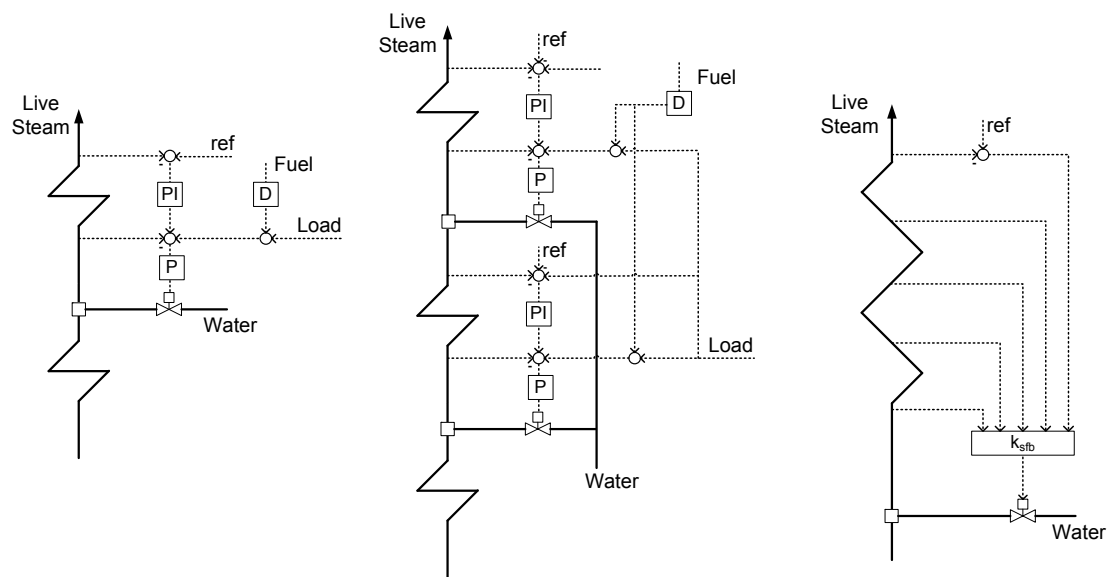 Live
Steam
ref
Fuel
PI
D
Load
P
Water
Live
Steam
ref
Fuel
D
PI
P
ref
PI
Load
P
Water
Live
Steam
ref
k_sfb
Water